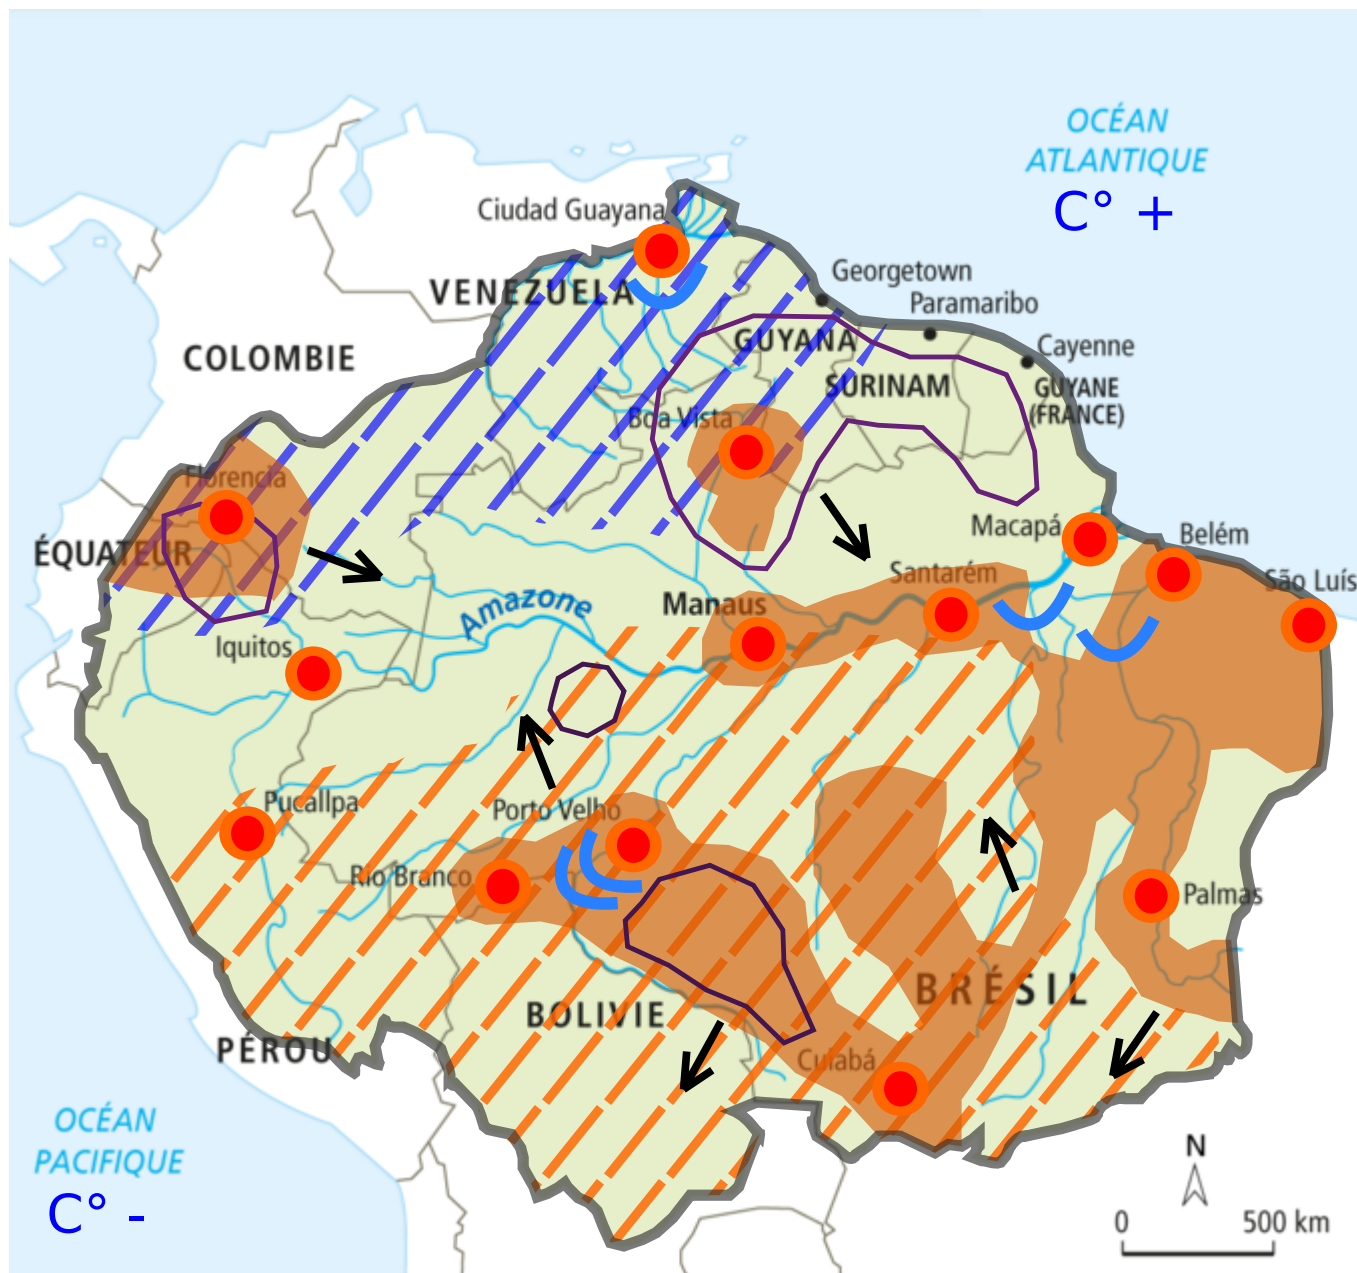 OCÉAN
ATLANTIQUE
C° +
Ciudad Guayana
Georgetown
VENEZUELA
Paramaribo
GUYANA
Cayenne
COLOMBIE
SURINAM
GUYANE
(FRANCE)
Boa Vista
Florencia
Macapá
Belém
ÉQUATEUR
Santarém
São Luís
Manaus
Amazone
Iquitos
Pucallpa
Porto Velho
Rio Branco
Palmas
BRÉSIL
BOLIVIE
PÉROU
Cuiabá
OCÉAN
PACIFIQUE
C° -
N
0 500 km